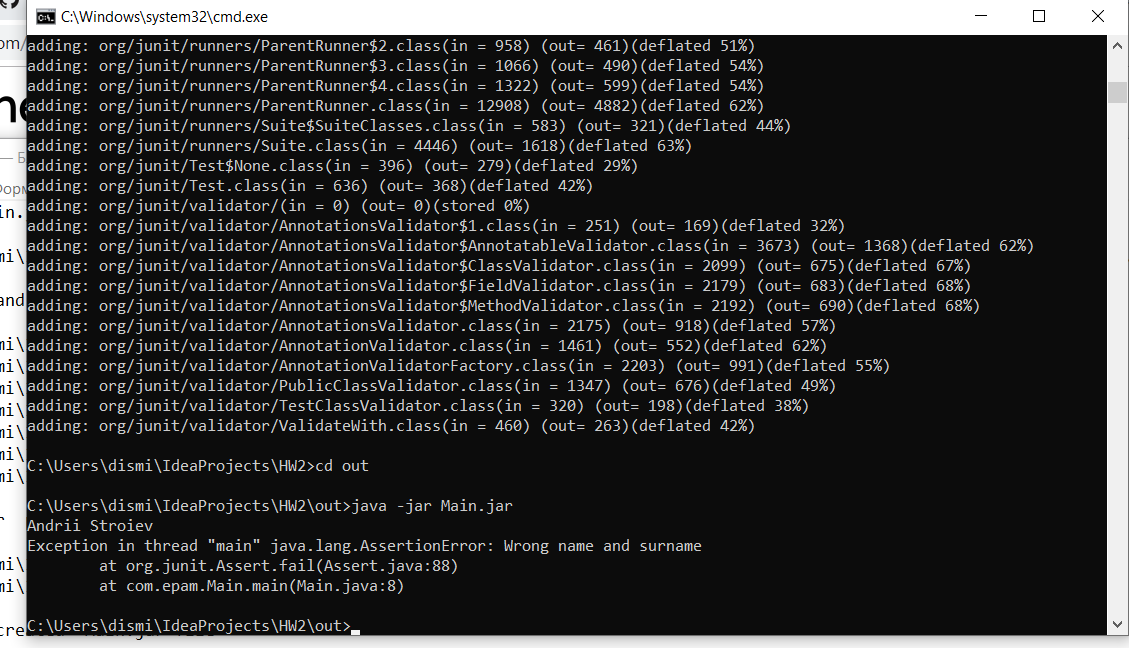 C:\Windows\system32\cmd.exe
adding: org/junit/runners/ParentRunner$2.class(in = 958) (out= 461)(deflated 51%)
adding: org/junit/runners/ParentRunner$3.class(in = 1066) (out= 490)(deflated 54%)
adding: org/junit/runners/ParentRunner$4.class(in = 1322) (out= 599)(deflated 54%)
adding: org/junit/runners/ParentRunner.class(in = 12908) (out= 4882)(deflated 62%)
adding: org/junit/runners/Suite$SuiteClasses.class(in = 583) (out= 321)(deflated 44%)
adding: org/junit/runners/Suite.class(in = 4446) (out= 1618)(deflated 63%)
adding: org/junit/Test$None.class(in = 396) (out= 279)(deflated 29%)
adding: org/junit/Test.class(in = 636) (out= 368)(deflated 42%)
adding: org/junit/validator/(in = 0) (out= 0)(stored 0%)
adding: org/junit/validator/AnnotationsValidator$1.class(in = 251) (out= 169)(deflated 32%)
adding: org/junit/validator/AnnotationsValidator$AnnotatableValidator.class(in = 3673) (out= 1368)(deflated 62%)
adding: org/junit/validator/AnnotationsValidator$ClassValidator.class(in = 2099) (out= 675)(deflated 67%)
adding: org/junit/validator/AnnotationsValidator$FieldValidator.class(in = 2179) (out= 683)(deflated 68%)
adding: org/junit/validator/AnnotationsValidator$MethodValidator.class(in = 2192) (out= 690)(deflated 68%)
adding: org/junit/validator/AnnotationsValidator.class(in = 2175) (out= 918)(deflated 57%)
adding: org/junit/validator/AnnotationValidator.class(in = 1461) (out= 552)(deflated 62%)
adding: org/junit/validator/AnnotationValidatorFactory.class(in = 2203) (out= 991)(deflated 55%)
adding: org/junit/validator/PublicClassValidator.class(in = 1347) (out= 676)(deflated 49%)
adding: org/junit/validator/TestClassValidator.class(in = 320) (out= 198)(deflated 38%)
adding: org/junit/validator/ValidateWith.class(in = 460) (out= 263)(deflated 42%)
C:\Users\dismi\IdeaProjects\HW2>cd out
C:\Users\dismi\IdeaProjects\HW2\out>java -jar Main.jar
Andrii Stroiev
Exception in thread "main" java.lang.AssertionError: Wrong name and surname
at org.junit.Assert.fail(Assert.java:88)
at com.epam.Main.main(Main.java:8)
C:\Users\dismi\IdeaProjects\HW2\out>